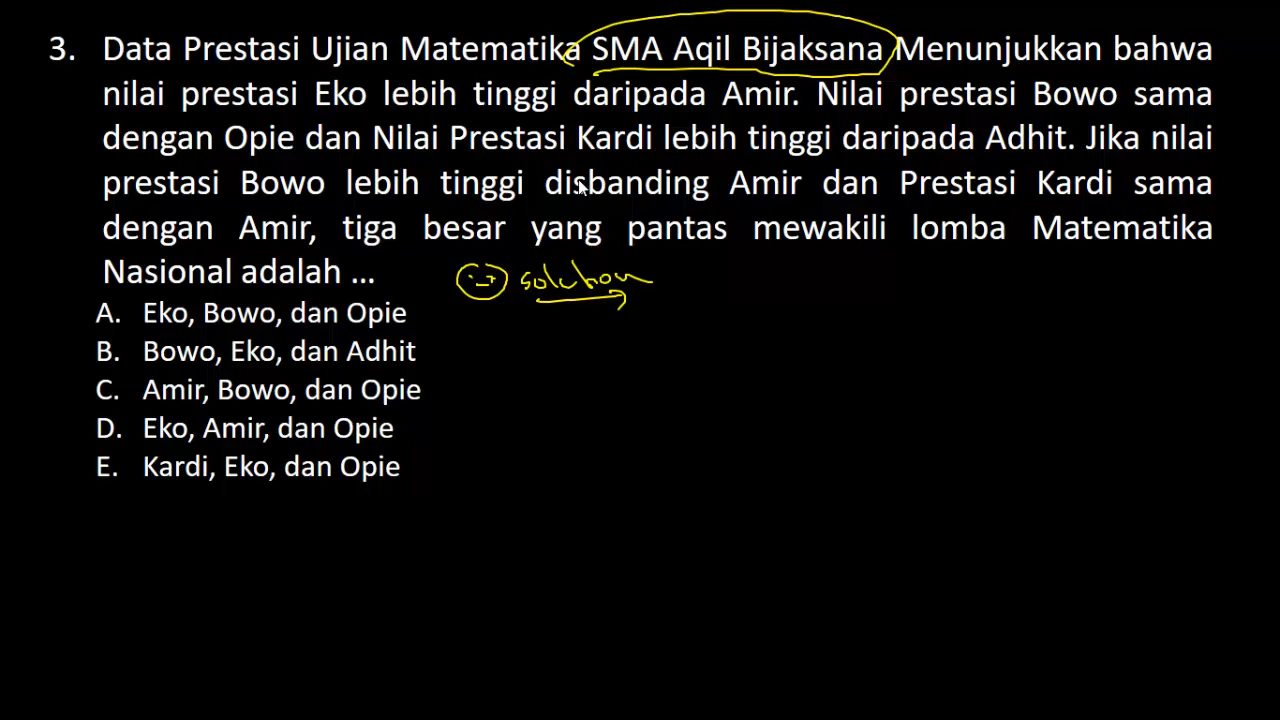 3. Data Prestasi Ujian Matematika SMA Aqil Bijaksana Menunjukkan bahwa
nilai prestasi Eko lebih tinggi daripada Amir. Nilai prestasi Bowo sama
dengan Opie dan Nilai Prestasi Kardi lebih tinggi daripada Adhit. Jika nilai
prestasi Bowo lebih tinggi disbanding Amir dan Prestasi Kardi sama
dengan Amir, tiga besar yang pantas mewakili lomba Matematika
Nasional adalah ...
solution
A. Eko, Bowo, dan Opie
B. Bowo, Eko, dan Adhit
C. Amir, Bowo, dan Opie
D. Eko, Amir, dan Opie
E. Kardi, Eko, dan Opie